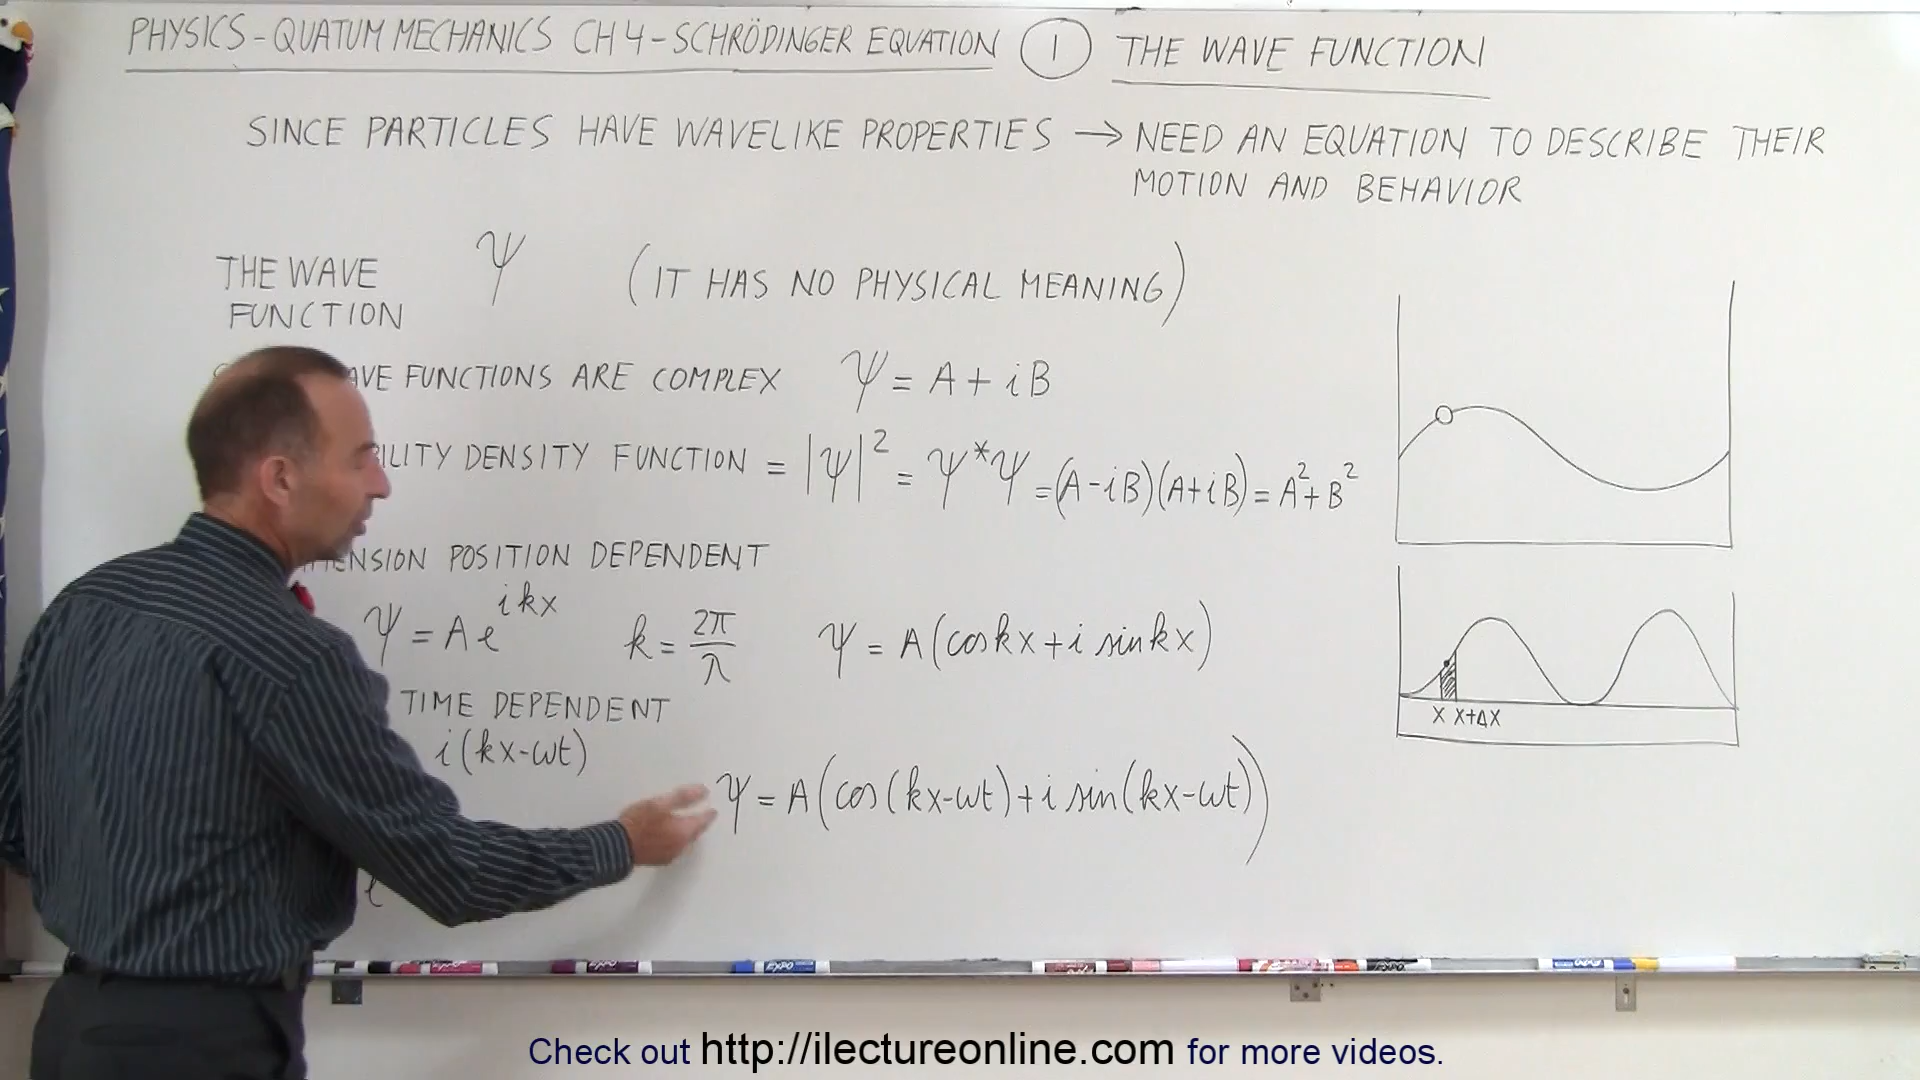 PHYSICS-QUATUM MECHANICS CH 4-SCHRÖDINGER EQUATION 1 THE WAVE FUNCTION
SINCE PARTICLES HAVE WAVELIKE PROPERTIES → NEED AN EQUATION TO DESCRIBE THEIR
MOTION AND BEHAVIOR
THE WAVE
FUNCTION
Ψ (IT HAS NO PHYSICAL MEANING)
FUNCTIONS ARE COMPLEX Ψ = A + iB
DENSITY FUNCTION = |Ψ|² = Ψ*Ψ = (A-iB)(A+iB) = A²+B²
POSITION DEPENDENT
Ψ = Ae^{ikx} k = 2π/λ Ψ = A(cos kx + i sin kx)
TIME DEPENDENT
i(kx-ωt)
Ψ = A(cos(kx-ωt)+i sin(kx-ωt))
x x+Δx
EXPO
Check out http://ilectureonline.com for more videos.